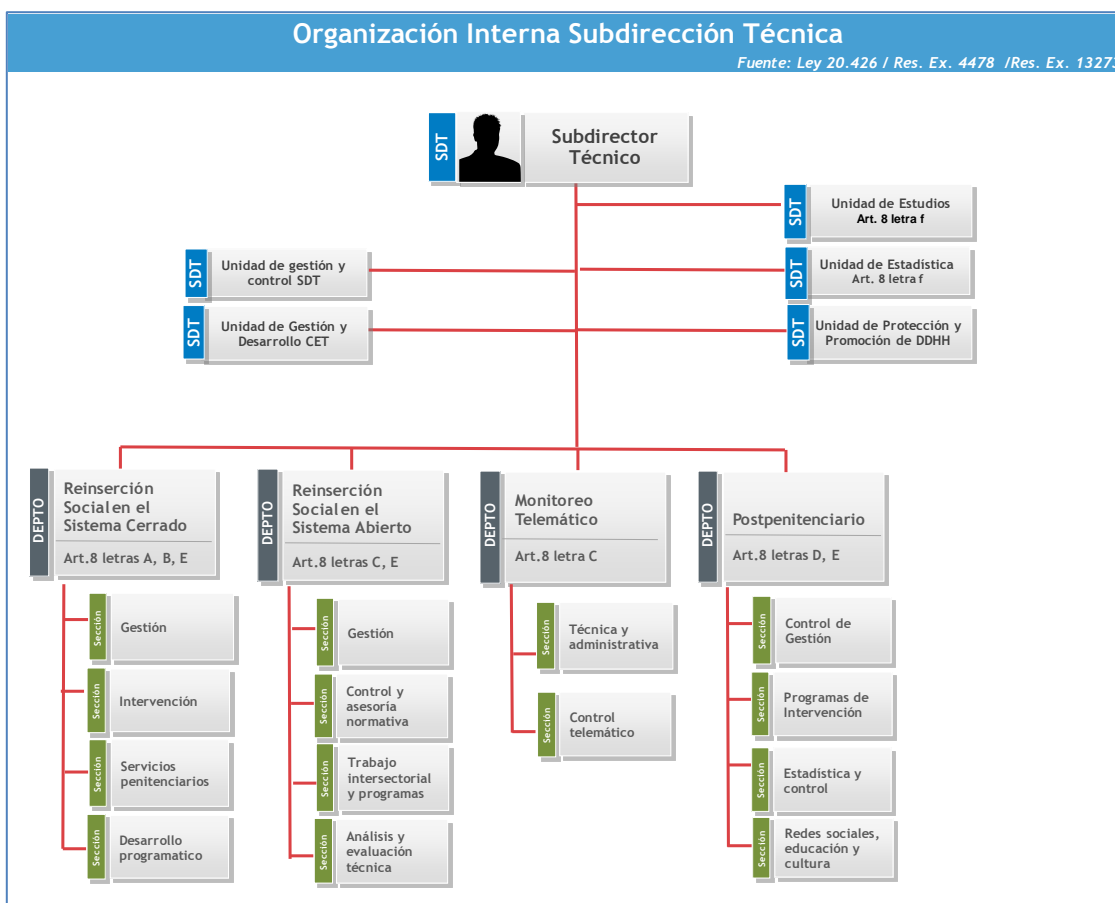 Organización Interna Subdirección Técnica
Fuente: Ley 20.426 / Res. Ex. 4478 /Res. Ex. 13273
SDT
Subdirector
Técnico
SDT
Unidad de Estudios
Art. 8 letra f
SDT
Unidad de gestión y
control SDT
SDT
Unidad de Estadística
Art. 8 letra f
SDT
Unidad de Gestión y
Desarrollo CET
SDT
Unidad de Protección y
Promoción de DDHH
DEPTO
Reinserción
Social en el
Sistema Cerrado
Art.8 letras A, B, E
Sección
Gestión
Sección
Intervención
Sección
Servicios
penitenciarios
Sección
Desarrollo
programatico
DEPTO
Reinserción
Social en el
Sistema Abierto
Art.8 letras C, E
Sección
Gestión
Sección
Control y
asesoría
normativa
Sección
Trabajo
intersectorial
y programas
Sección
Análisis y
evaluación
técnica
DEPTO
Monitoreo
Telemático
Art.8 letra C
Sección
Técnica y
administrativa
Sección
Control
telemático
DEPTO
Postpenitenciario
Art.8 letras D, E
Sección
Control de
Gestión
Sección
Programas de
Intervención
Sección
Estadística y
control
Sección
Redes sociales,
educación y
cultura